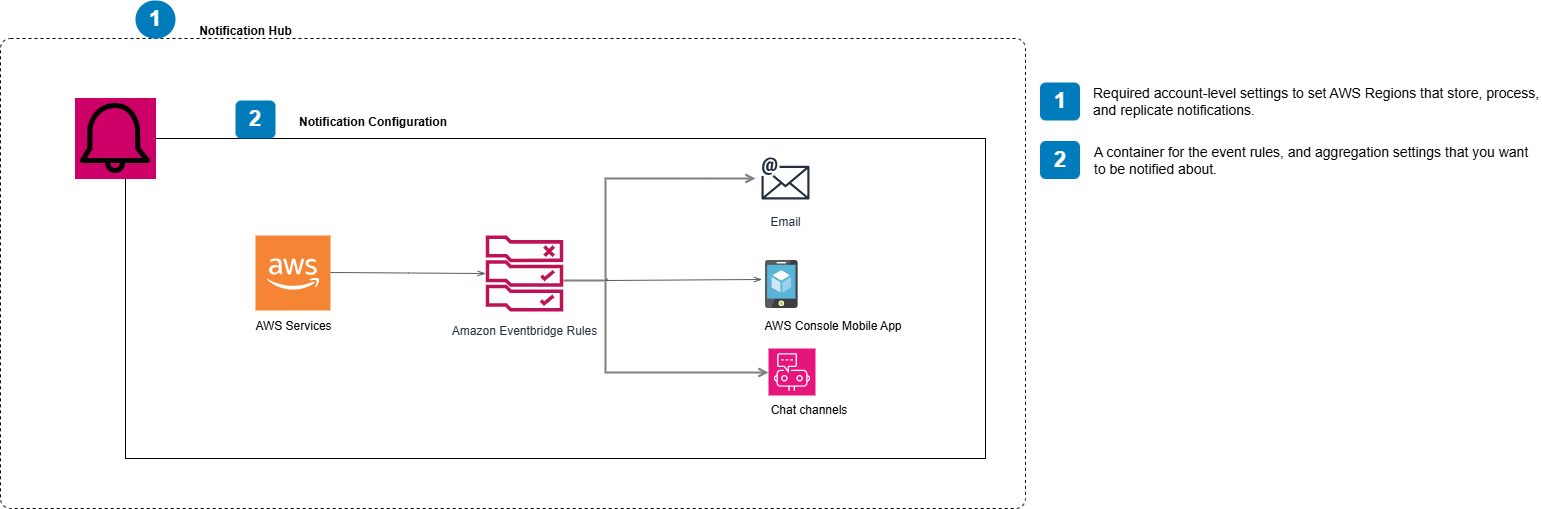 1
Notification Hub
2
Notification Configuration
@
Email
aws
AWS Services
Amazon Eventbridge Rules
AWS Console Mobile App
Chat channels
1
Required account-level settings to set AWS Regions that store, process,
and replicate notifications.
2
A container for the event rules, and aggregation settings that you want
to be notified about.